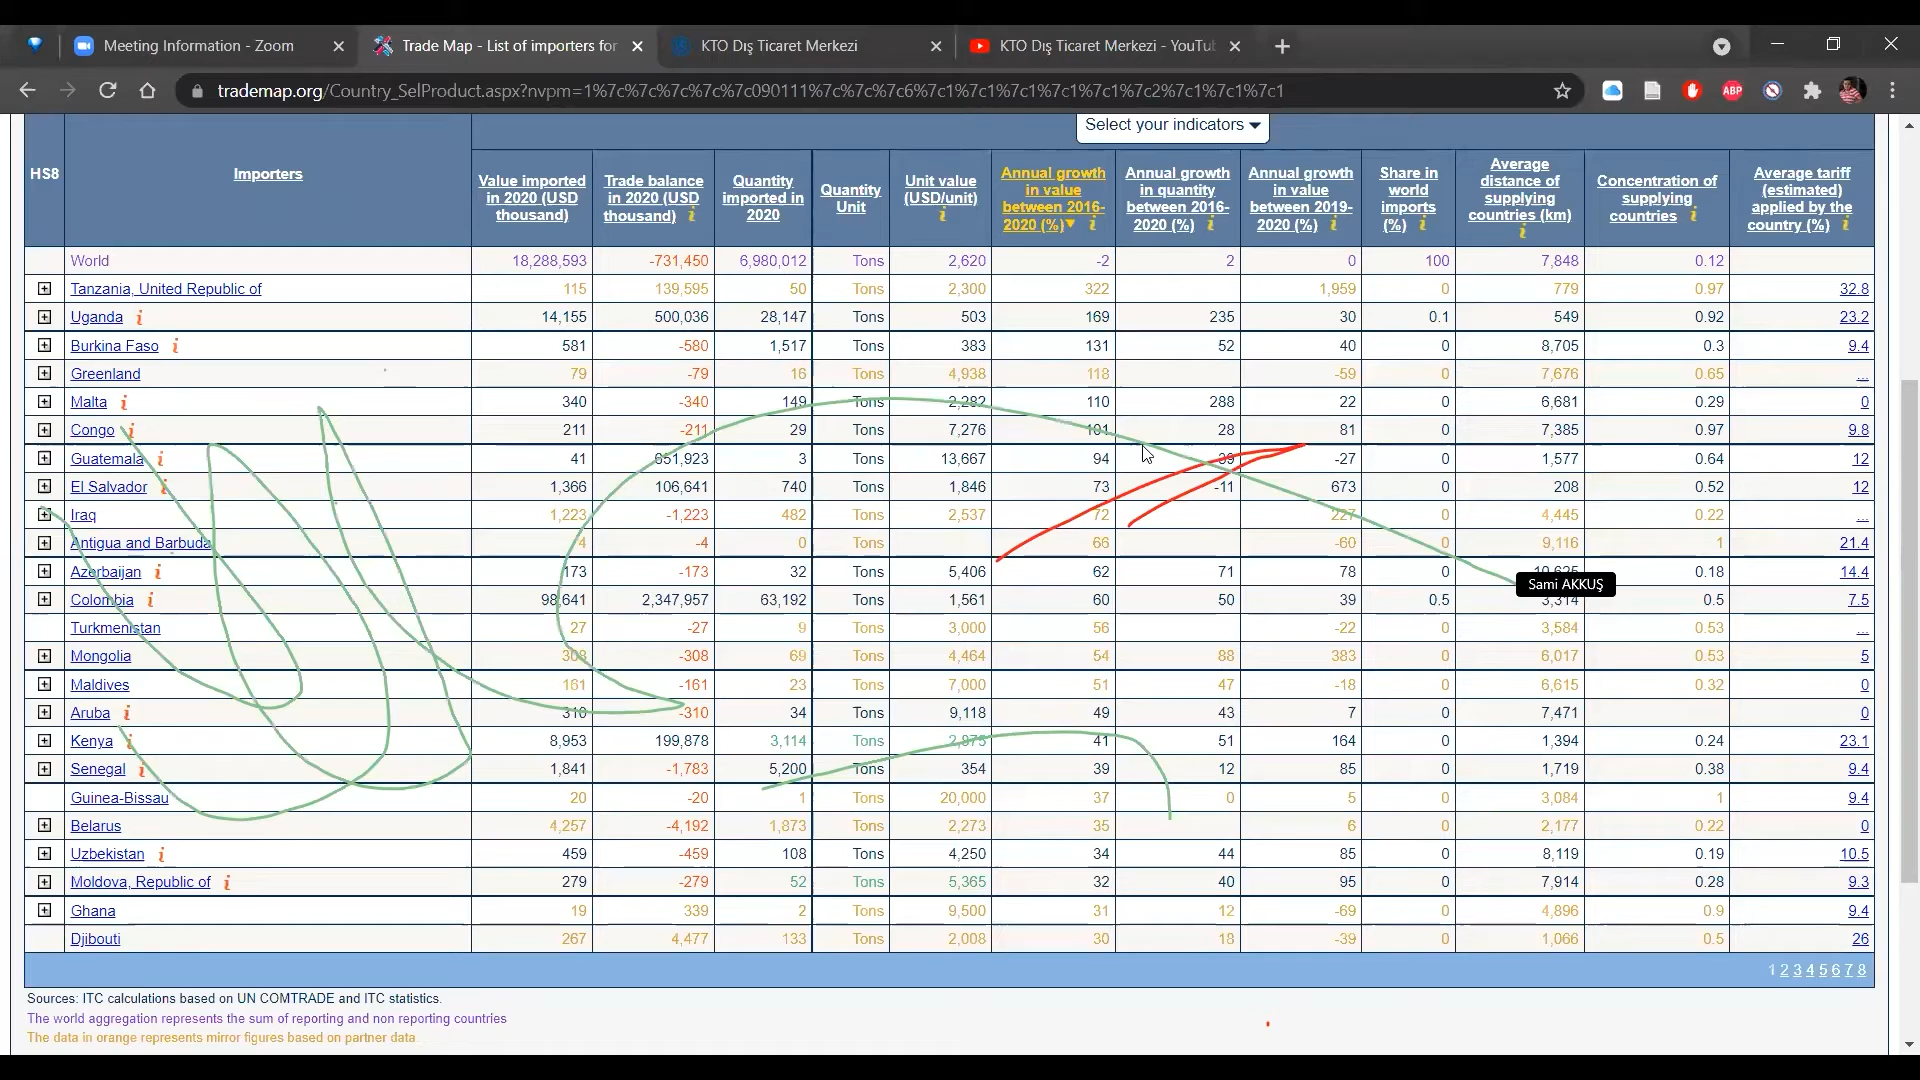 Meeting Information - Zoom
Trade Map - List of importers for
KTO Dış Ticaret Merkezi
KTO Dış Ticaret Merkezi - YouTu
trademap.org/Country_SelProduct.aspx?nvpm=1%7c%7c%7c%7c%7c090111%7c%7c%7c6%7c1%7c1%7c1%7c1%7c1%7c2%7c1%7c1%7c1
ABP
Select your indicators
HS8 Importers Value imported in 2020 (USD thousand) Trade balance in 2020 (USD thousand) Quantity imported in 2020 Quantity Unit Unit value (USD/unit) Annual growth in value between 2016-2020 (%) Annual growth in quantity between 2016-2020 (%) Annual growth in value between 2019-2020 (%) Share in world imports (%) Average distance of supplying countries (km) Concentration of supplying countries Average tariff (estimated) applied by the country (%)
World 18,288,593 -731,450 6,980,012 Tons 2,620 -2 2 0 100 7,848 0.12
Tanzania, United Republic of 115 139,595 50 Tons 2,300 322 1,959 0 779 0.97 32.8
Uganda i 14,155 500,036 28,147 Tons 503 169 235 30 0.1 549 0.92 23.2
Burkina Faso i 581 -580 1,517 Tons 383 131 52 40 0 8,705 0.3 9.4
Greenland 79 -79 16 Tons 4,938 118 -59 0 7,676 0.65 ...
Malta i 340 -340 149 Tons 2,282 110 288 22 0 6,681 0.29 0
Congo i 211 -211 29 Tons 7,276 101 28 81 0 7,385 0.97 9.8
Guatemala i 41 651,923 3 Tons 13,667 94 39 -27 0 1,577 0.64 12
El Salvador i 1,366 106,641 740 Tons 1,846 73 -11 673 0 208 0.52 12
Iraq 1,223 -1,223 482 Tons 2,537 72 227 0 4,445 0.22 ...
Antigua and Barbuda 4 -4 0 Tons 66 -60 0 9,116 1 21.4
Azerbaijan i 173 -173 32 Tons 5,406 62 71 78 0 0.18 14.4
Sami AKKUŞ
Colombia i 98,641 2,347,957 63,192 Tons 1,561 60 50 39 0.5 3,314 0.5 7.5
Turkmenistan 27 -27 9 Tons 3,000 56 -22 0 3,584 0.53 ...
Mongolia 308 -308 69 Tons 4,464 54 88 383 0 6,017 0.53 5
Maldives 161 -161 23 Tons 7,000 51 47 -18 0 6,615 0.32 0
Aruba i 310 -310 34 Tons 9,118 49 43 7 0 7,471 0
Kenya i 8,953 199,878 3,114 Tons 2,875 41 51 164 0 1,394 0.24 23.1
Senegal i 1,841 -1,783 5,200 Tons 354 39 12 85 0 1,719 0.38 9.4
Guinea-Bissau 20 -20 1 Tons 20,000 37 0 5 0 3,084 1 9.4
Belarus 4,257 -4,192 1,873 Tons 2,273 35 6 0 2,177 0.22 0
Uzbekistan i 459 -459 108 Tons 4,250 34 44 85 0 8,119 0.19 10.5
Moldova, Republic of i 279 -279 52 Tons 5,365 32 40 95 0 7,914 0.28 9.3
Ghana 19 339 2 Tons 9,500 31 12 -69 0 4,896 0.9 9.4
Djibouti 267 4,477 133 Tons 2,008 30 18 -39 0 1,066 0.5 26
1 2 3 4 5 6 7 8
Sources: ITC calculations based on UN COMTRADE and ITC statistics.
The world aggregation represents the sum of reporting and non reporting countries
The data in orange represents mirror figures based on partner data